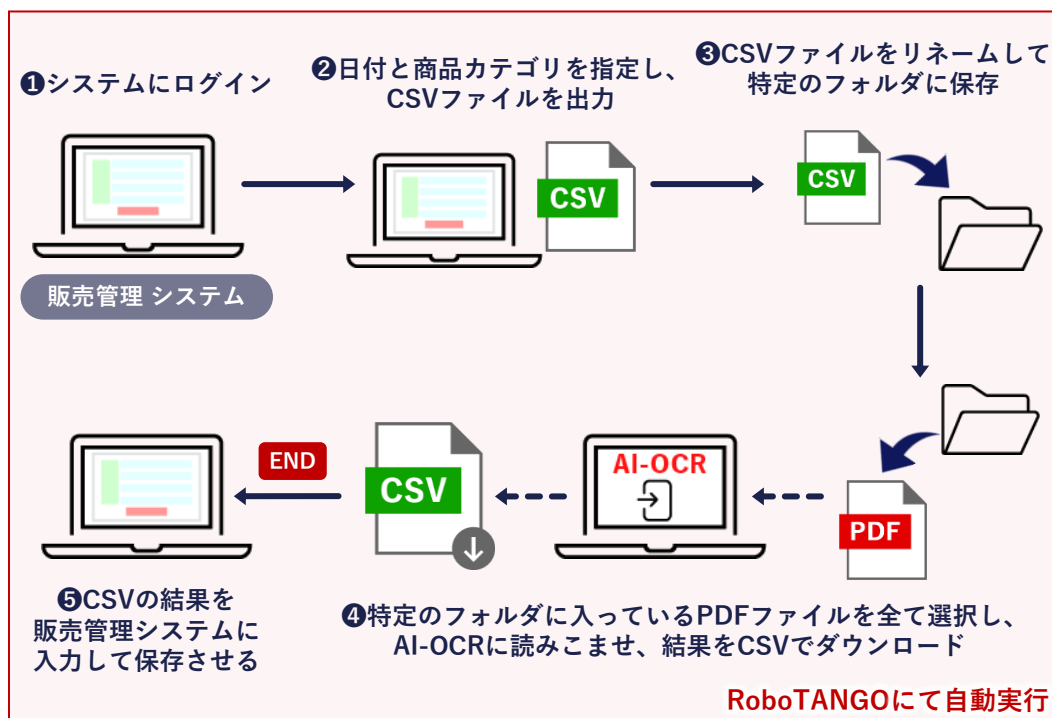 ❶システムにログイン
❷日付と商品カテゴリを指定し、
CSVファイルを出力
❸CSVファイルをリネームして
特定のフォルダに保存
CSV
CSV
販売管理 システム
END
CSV
AI-OCR
PDF
❹特定のフォルダに入っているPDFファイルを全て選択し、
AI-OCRに読みこませ、結果をCSVでダウンロード
❺CSVの結果を
販売管理システムに
入力して保存させる
RoboTANGOにて自動実行